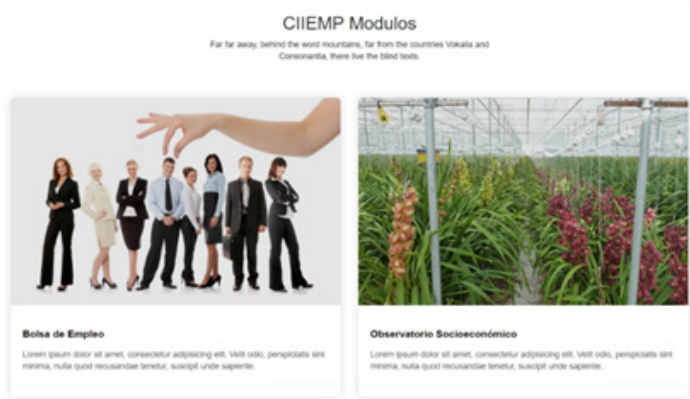 CIIEMP Modulos
Far far away, behind the word mountains, far from the countries Vokalia and
Consonantia, there live the blind texts.
Bolsa de Empleo
Lorem ipsum dolor sit amet, consectetur adipisicing elit. Velit odio, perspiciatis sint
minima, nulla quod recusandae tenetur, suscipit unde sapiente.
Observatorio Socioeconómico
Lorem ipsum dolor sit amet, consectetur adipisicing elit. Velit odio, perspiciatis sint
minima, nulla quod recusandae tenetur, suscipit unde sapiente.